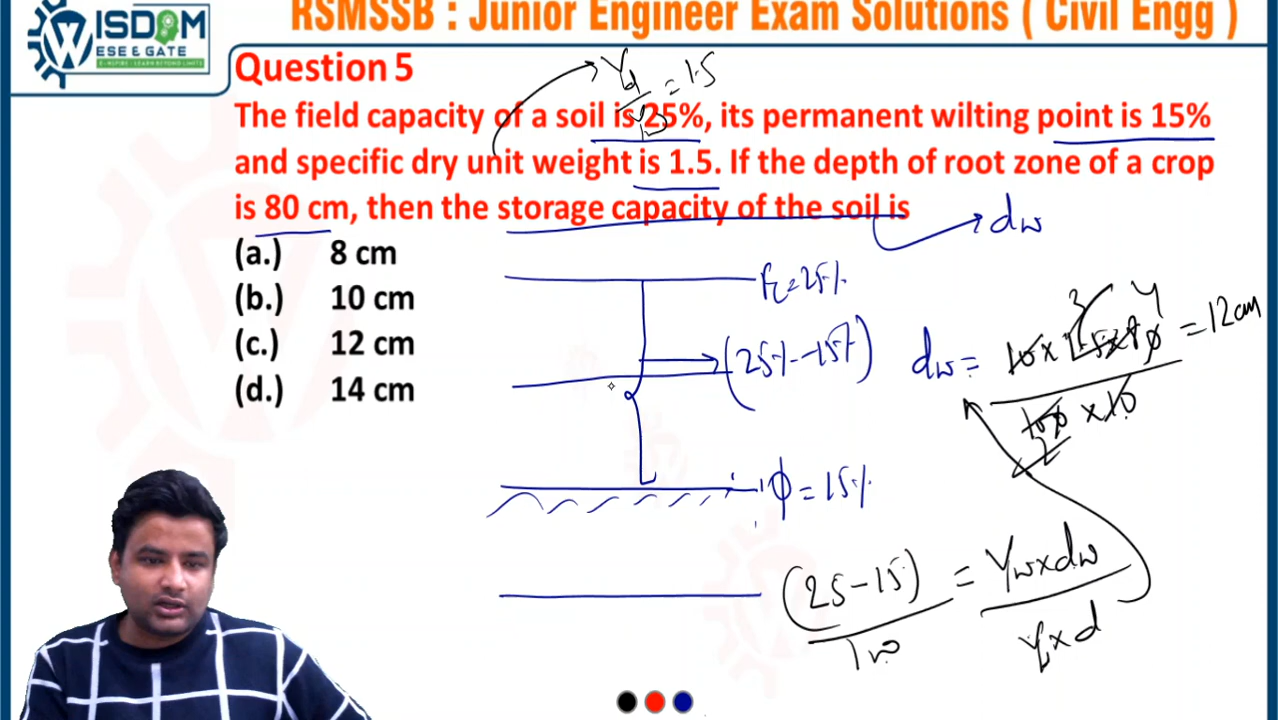 RSMSSB : Junior Engineer Exam Solutions ( Civil Engg )
WISDOM
ESE & GATE
Question 5
γd = 1.5
The field capacity of a soil is 25%, its permanent wilting point is 15%
and specific dry unit weight is 1.5. If the depth of root zone of a crop
is 80 cm, then the storage capacity of the soil is
dw
(a.) 8 cm
(b.) 10 cm
(c.) 12 cm
(d.) 14 cm
Fc = 25%
(25% - 15%)
dw =
= 12 cm
ϕ = 15%
(25 - 15) = γw x dw
100
γd x d